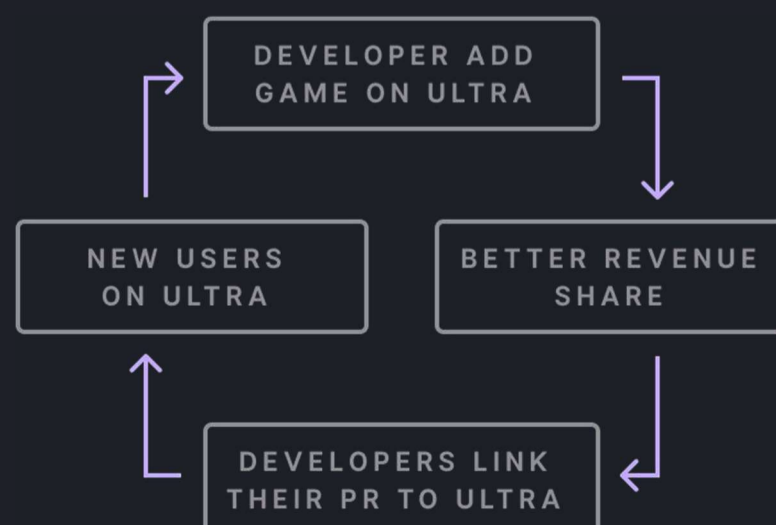 DEVELOPER ADD
GAME ON ULTRA
NEW USERS
ON ULTRA
BETTER REVENUE
SHARE
DEVELOPERS LINK
THEIR PR TO ULTRA